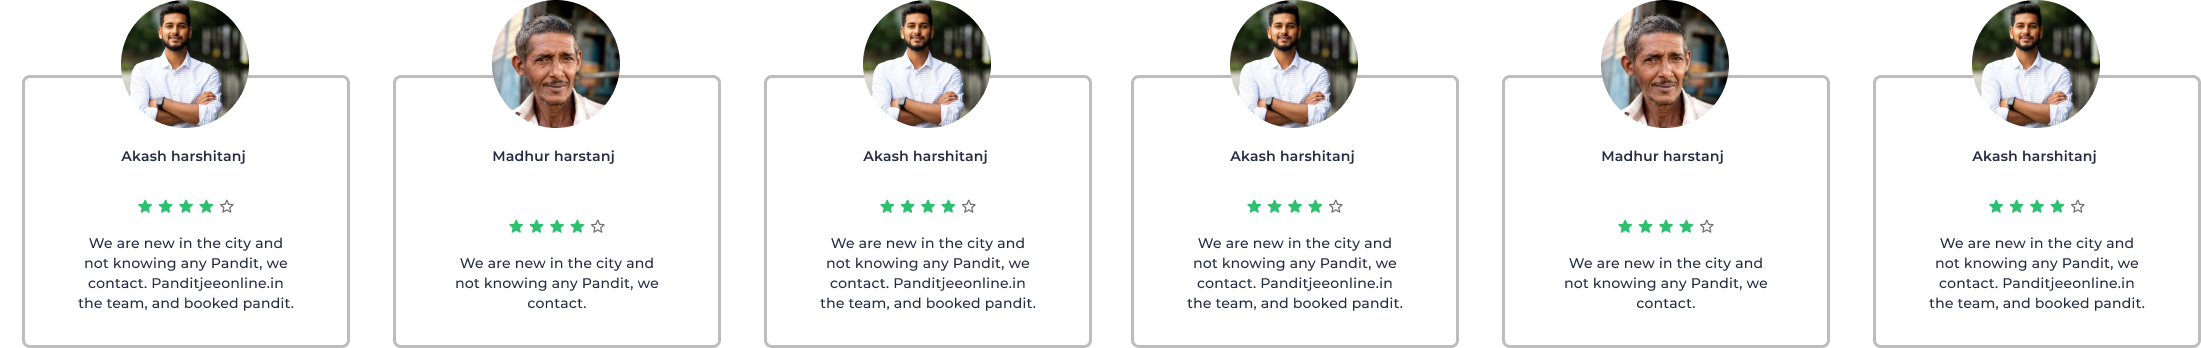 Akash harshitanj
We are new in the city and
not knowing any Pandit, we
contact. Panditjeeonline.in
the team, and booked pandit.
Madhur harstanj
We are new in the city and
not knowing any Pandit, we
contact.
Akash harshitanj
We are new in the city and
not knowing any Pandit, we
contact. Panditjeeonline.in
the team, and booked pandit.
Akash harshitanj
We are new in the city and
not knowing any Pandit, we
contact. Panditjeeonline.in
the team, and booked pandit.
Madhur harstanj
We are new in the city and
not knowing any Pandit, we
contact.
Akash harshitanj
We are new in the city and
not knowing any Pandit, we
contact. Panditjeeonline.in
the team, and booked pandit.